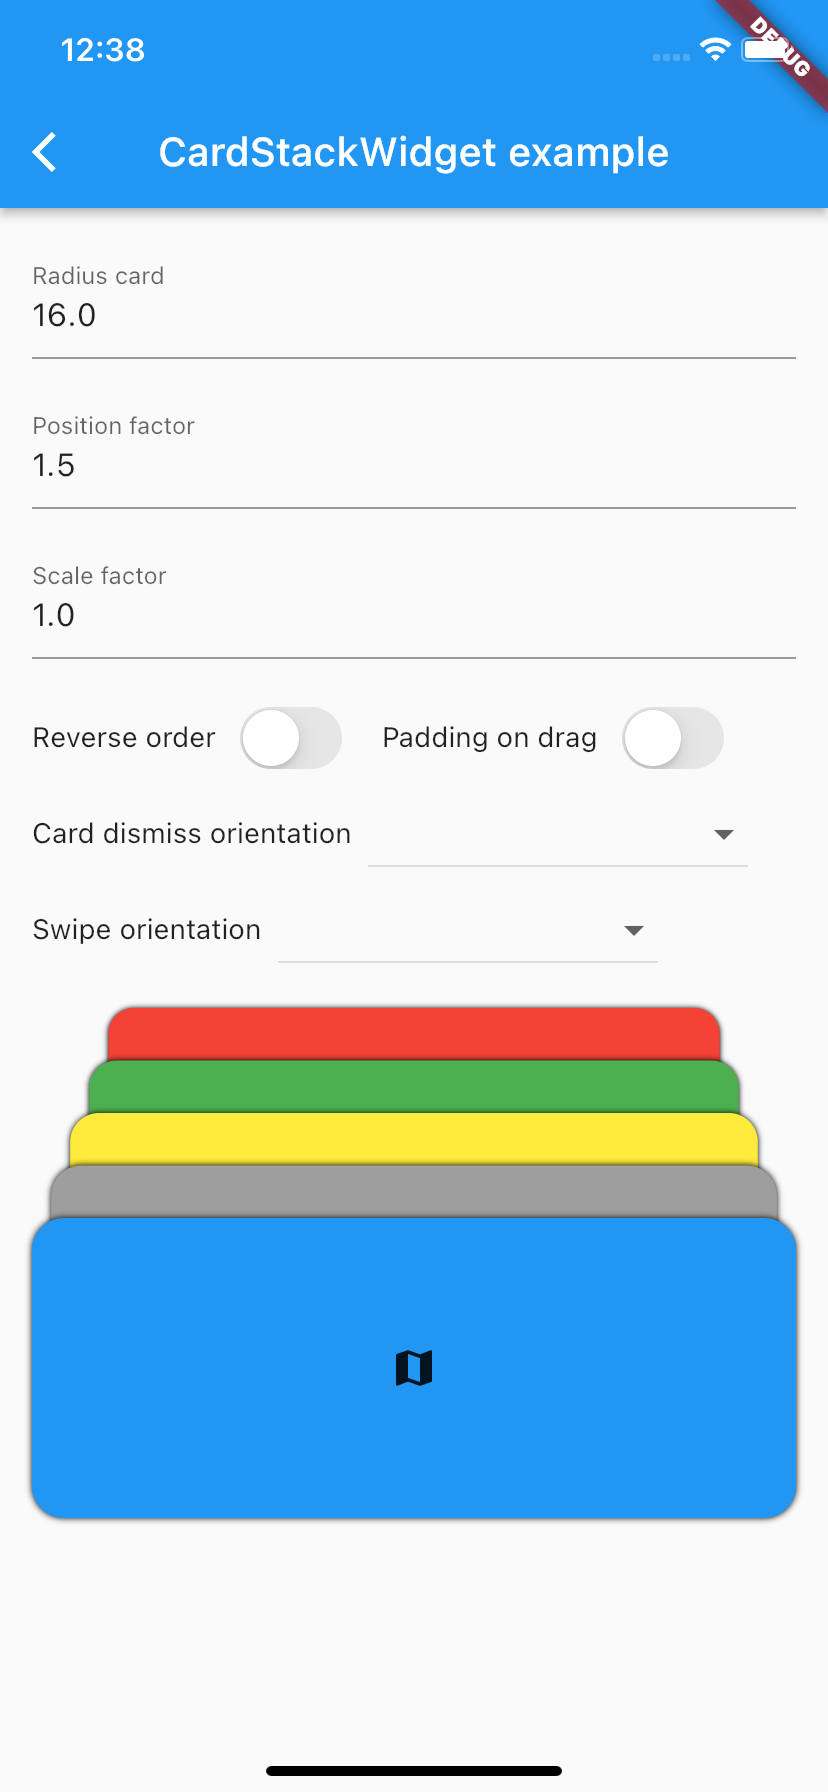 12:38
DEBUG
CardStackWidget example
Radius card
16.0
Position factor
1.5
Scale factor
1.0
Reverse order Padding on drag
Card dismiss orientation
Swipe orientation